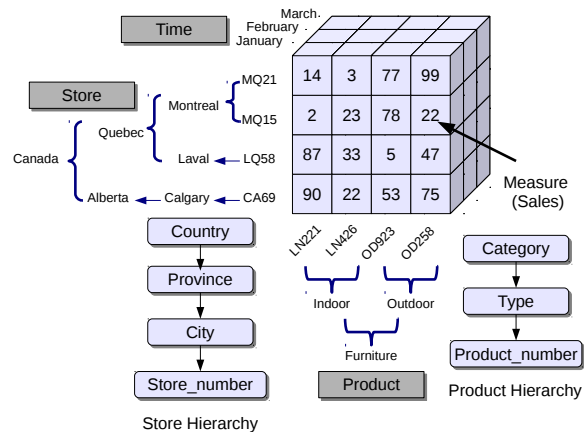 Time
March
February
January
Store
MQ21
Montreal
MQ15
Quebec
Canada
Laval
LQ58
Alberta
Calgary
CA69
14 3 77 99
2 23 78 22
87 33 5 47
90 22 53 75
Measure
(Sales)
LN221 LN426 OD923 OD258
Indoor
Outdoor
Furniture
Product
Country
Province
City
Store_number
Store Hierarchy
Category
Type
Product_number
Product Hierarchy